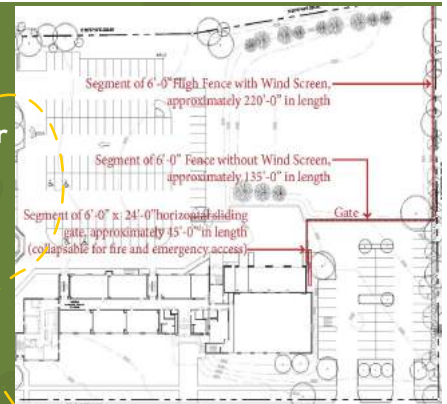 r
Segment of 6'-0" High Fence with Wind Screen,
approximately 220'-0" in length
Segment of 6'-0" Fence without Wind Screen,
approximately 135'-0" in length
Segment of 6'-0" x 24'-0"horizontal sliding
gate, approximately 45'-0" in length
(collapsable for fire and emergency access)
Gate